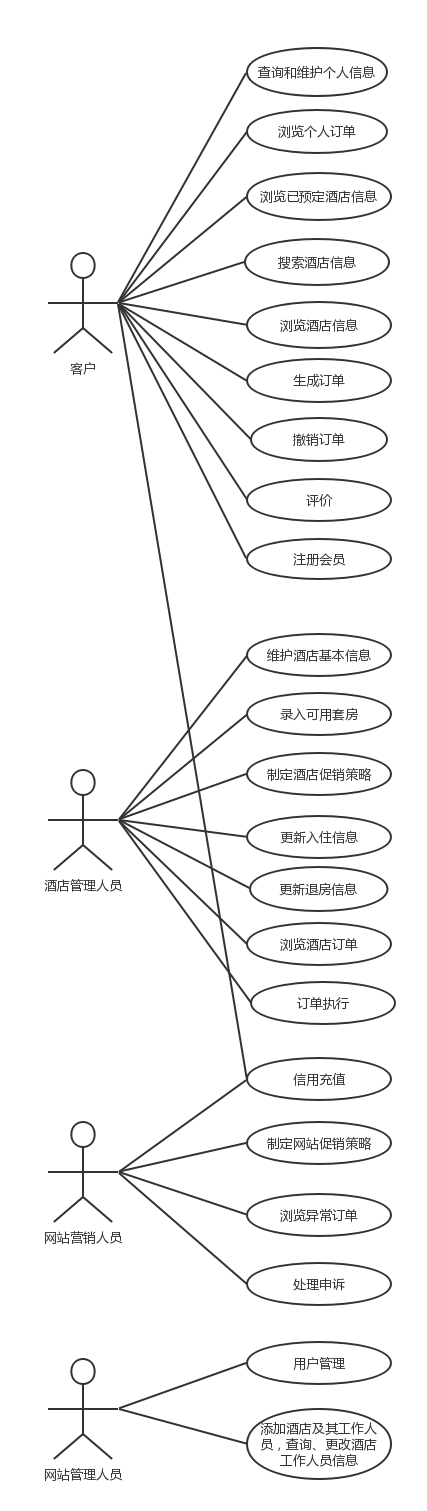 查询和维护个人信息
浏览个人订单
浏览已预定酒店信息
搜索酒店信息
浏览酒店信息
客户
生成订单
撤销订单
评价
注册会员
维护酒店基本信息
录入可用套房
制定酒店促销策略
更新入住信息
酒店管理人员
更新退房信息
浏览酒店订单
订单执行
信用充值
制定网站促销策略
浏览异常订单
网站营销人员
处理申诉
用户管理
添加酒店及其工作人
员，查询、更改酒店
工作人员信息
网站管理人员